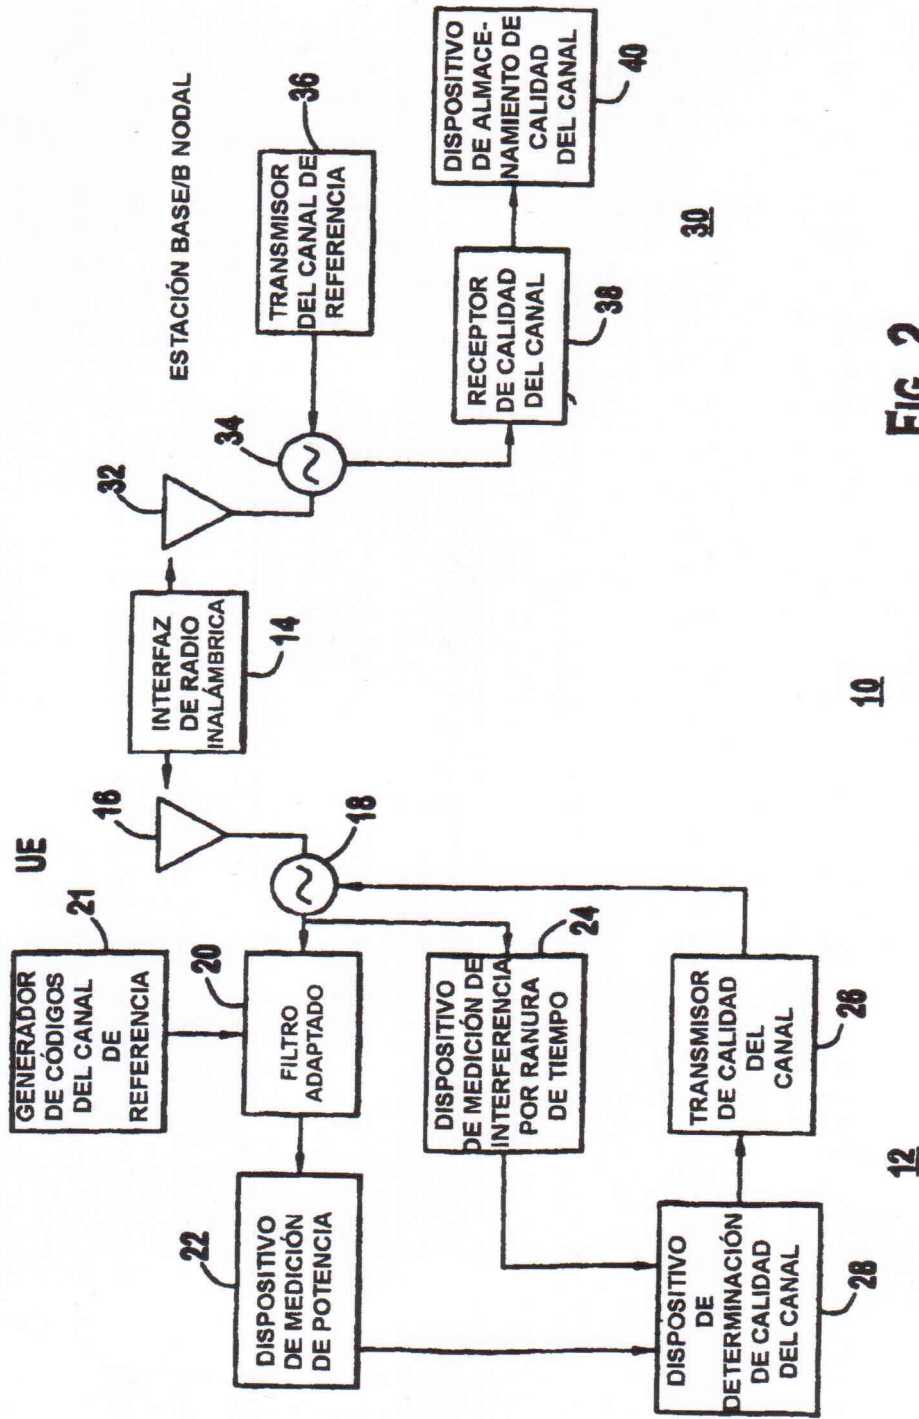 UE
ESTACIÓN BASE/B NODAL
GENERADOR
DE CÓDIGOS
DEL CANAL
DE
REFERENCIA
21
16
INTERFAZ
DE RADIO
INALÁMBRICA
14
32
DISPOSITIVO
DE MEDICIÓN
DE POTENCIA
22
FILTRO
ADAPTADO
20
18
34
TRANSMISOR
DEL CANAL DE
REFERENCIA
36
DISPOSITIVO
DE MEDICIÓN DE
INTERFERENCIA
POR RANURA
DE TIEMPO
24
RECEPTOR
DE CALIDAD
DEL CANAL
38
DISPOSITIVO
DE ALMACE-
NAMIENTO DE
CALIDAD
DEL CANAL
40
DISPOSITIVO
DE
DETERMINACIÓN
DE CALIDAD
DEL CANAL
28
TRANSMISOR
DE CALIDAD
DEL
CANAL
26
30
10
12
FIG. 2